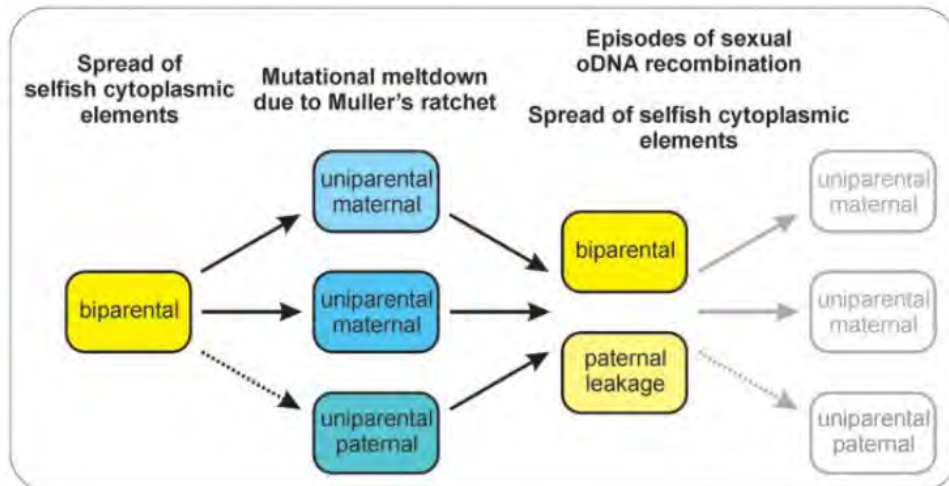 Spread of
selfish cytoplasmic
elements
Mutational meltdown
due to Muller's ratchet
Episodes of sexual
oDNA recombination
Spread of selfish cytoplasmic
elements
biparental
uniparental
maternal
uniparental
maternal
uniparental
paternal
biparental
paternal
leakage
uniparental
maternal
uniparental
maternal
uniparental
paternal